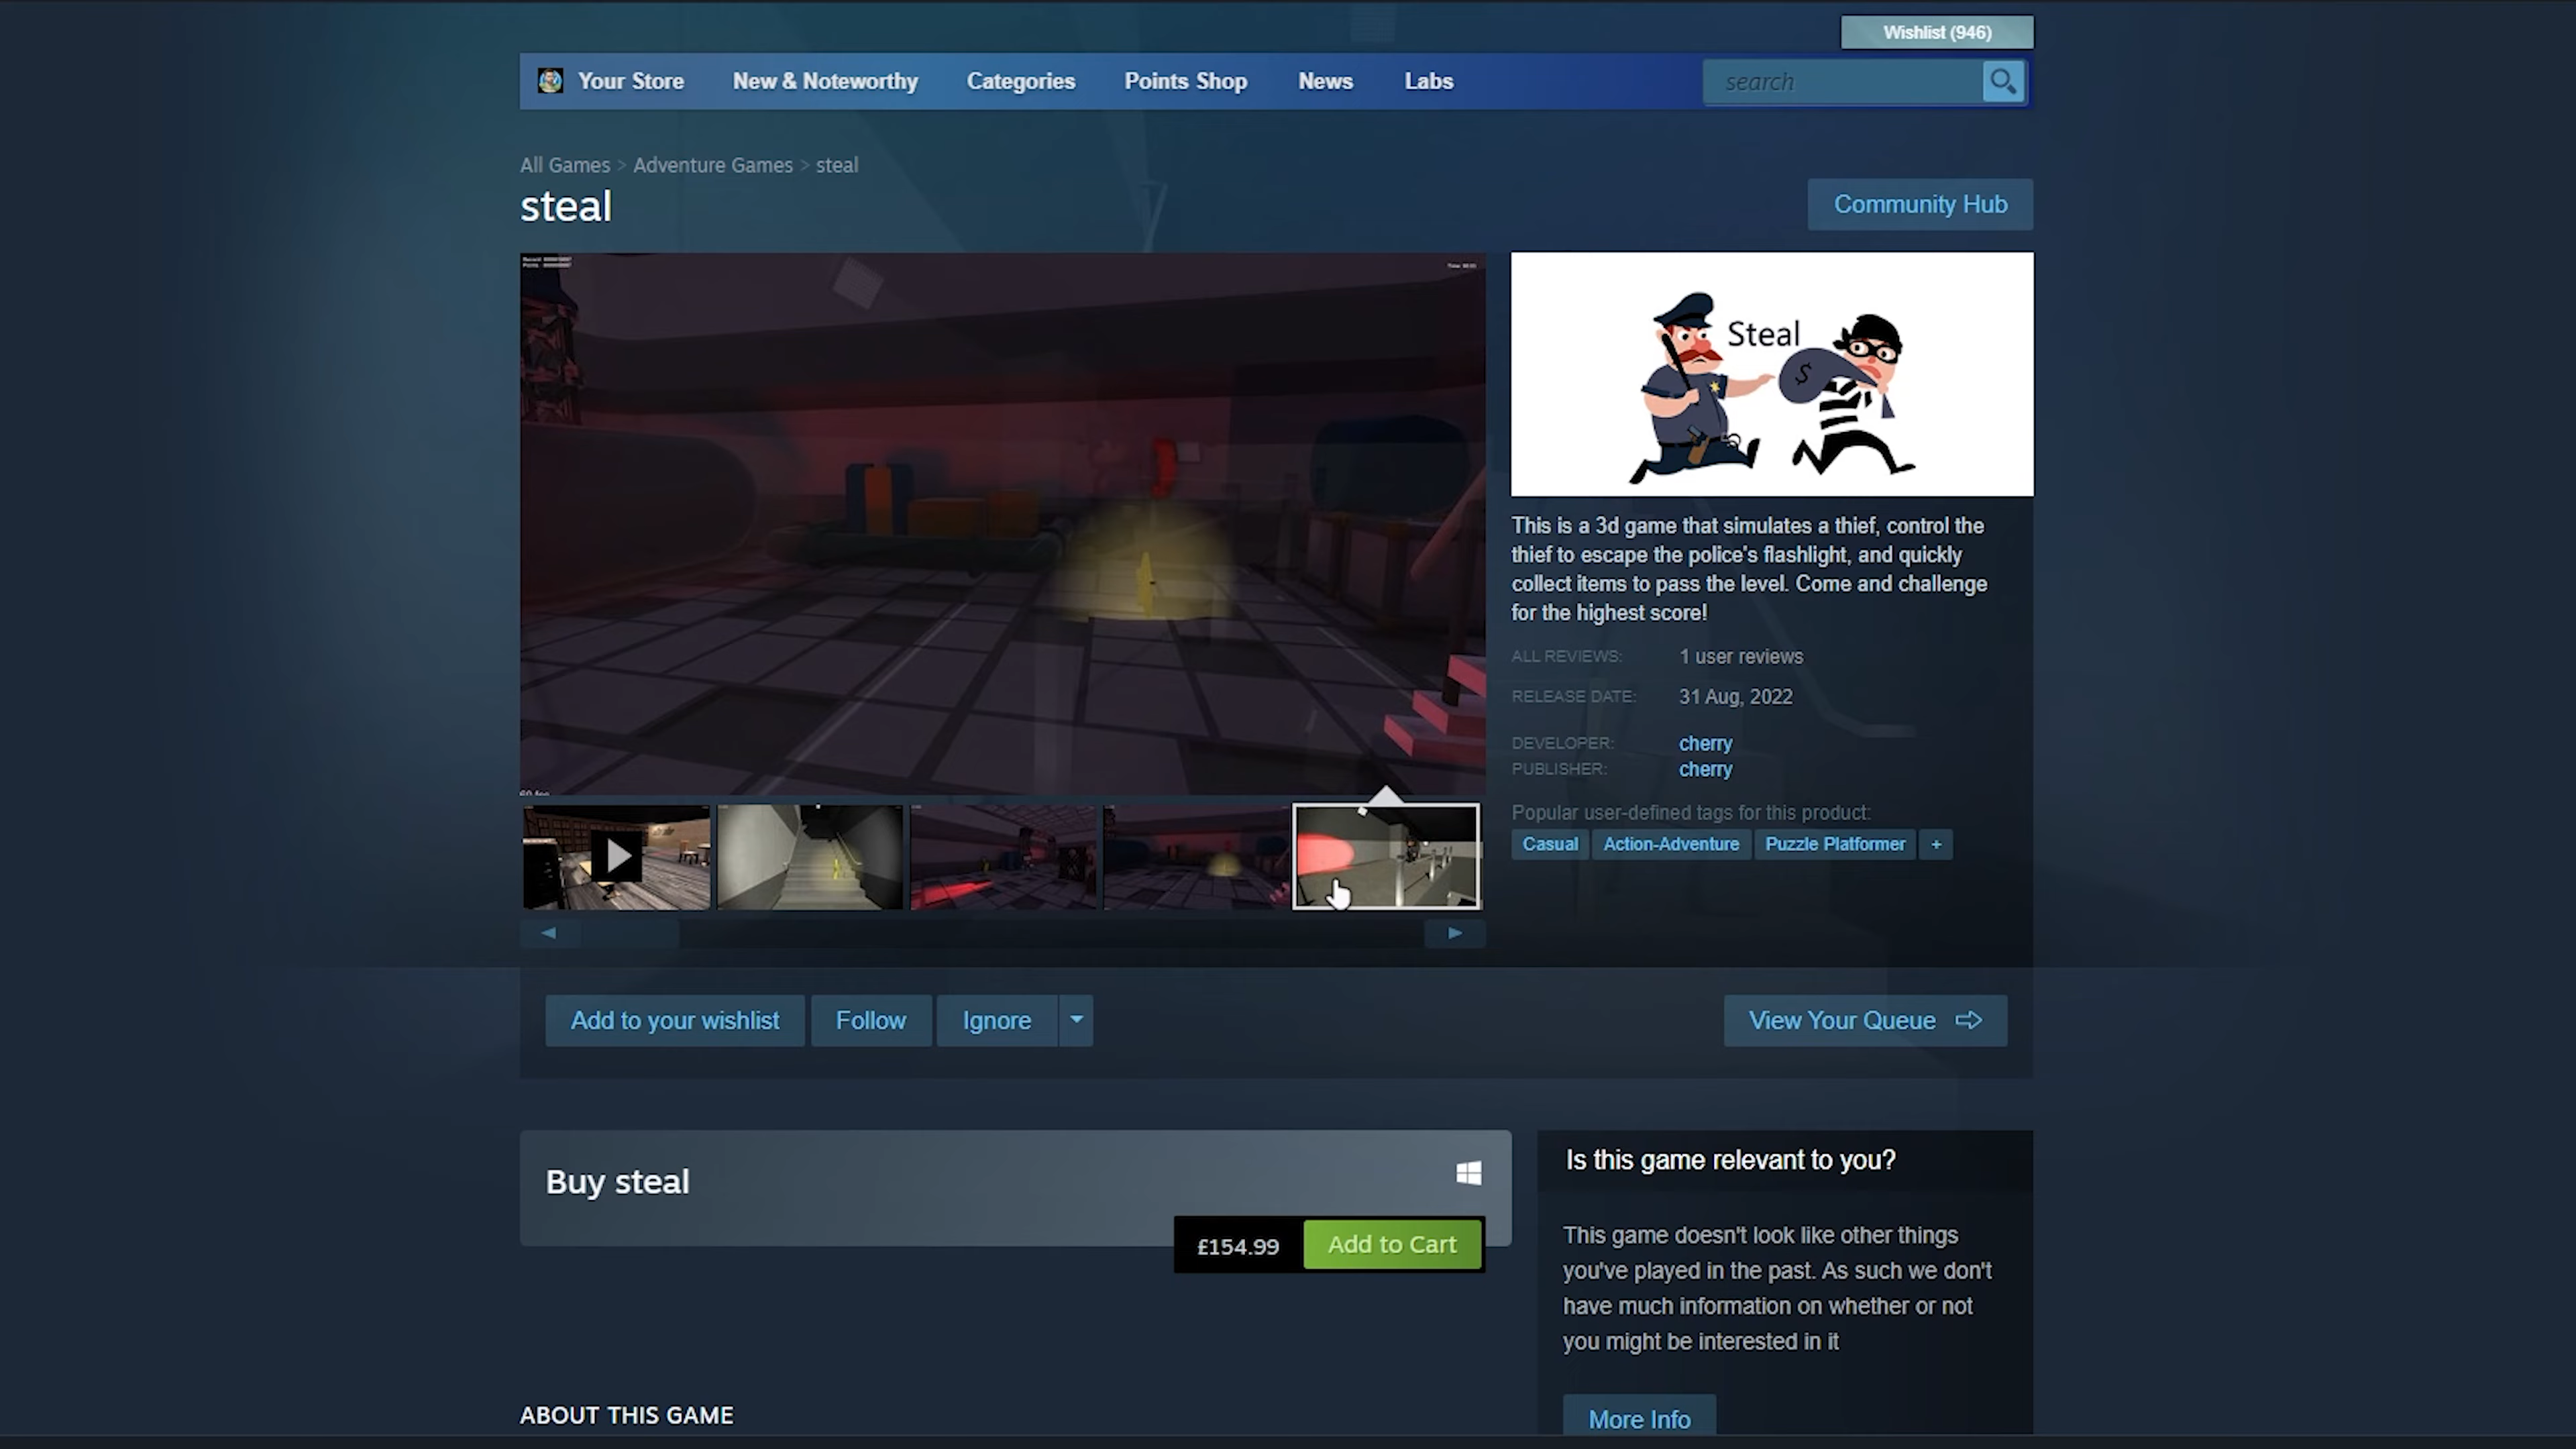 Wishlist (946)
Your Store
New & Noteworthy
Categories
Points Shop
News
Labs
search
All Games > Adventure Games > steal
steal
Community Hub
Steal
$
This is a 3d game that simulates a thief, control the
thief to escape the police's flashlight, and quickly
collect items to pass the level. Come and challenge
for the highest score!
ALL REVIEWS: 1 user reviews
RELEASE DATE: 31 Aug, 2022
DEVELOPER: cherry
PUBLISHER: cherry
Popular user-defined tags for this product:
Casual
Action-Adventure
Puzzle Platformer
+
Add to your wishlist
Follow
Ignore
View Your Queue
Buy steal
£154.99
Add to Cart
Is this game relevant to you?
This game doesn't look like other things
you've played in the past. As such we don't
have much information on whether or not
you might be interested in it
More Info
ABOUT THIS GAME